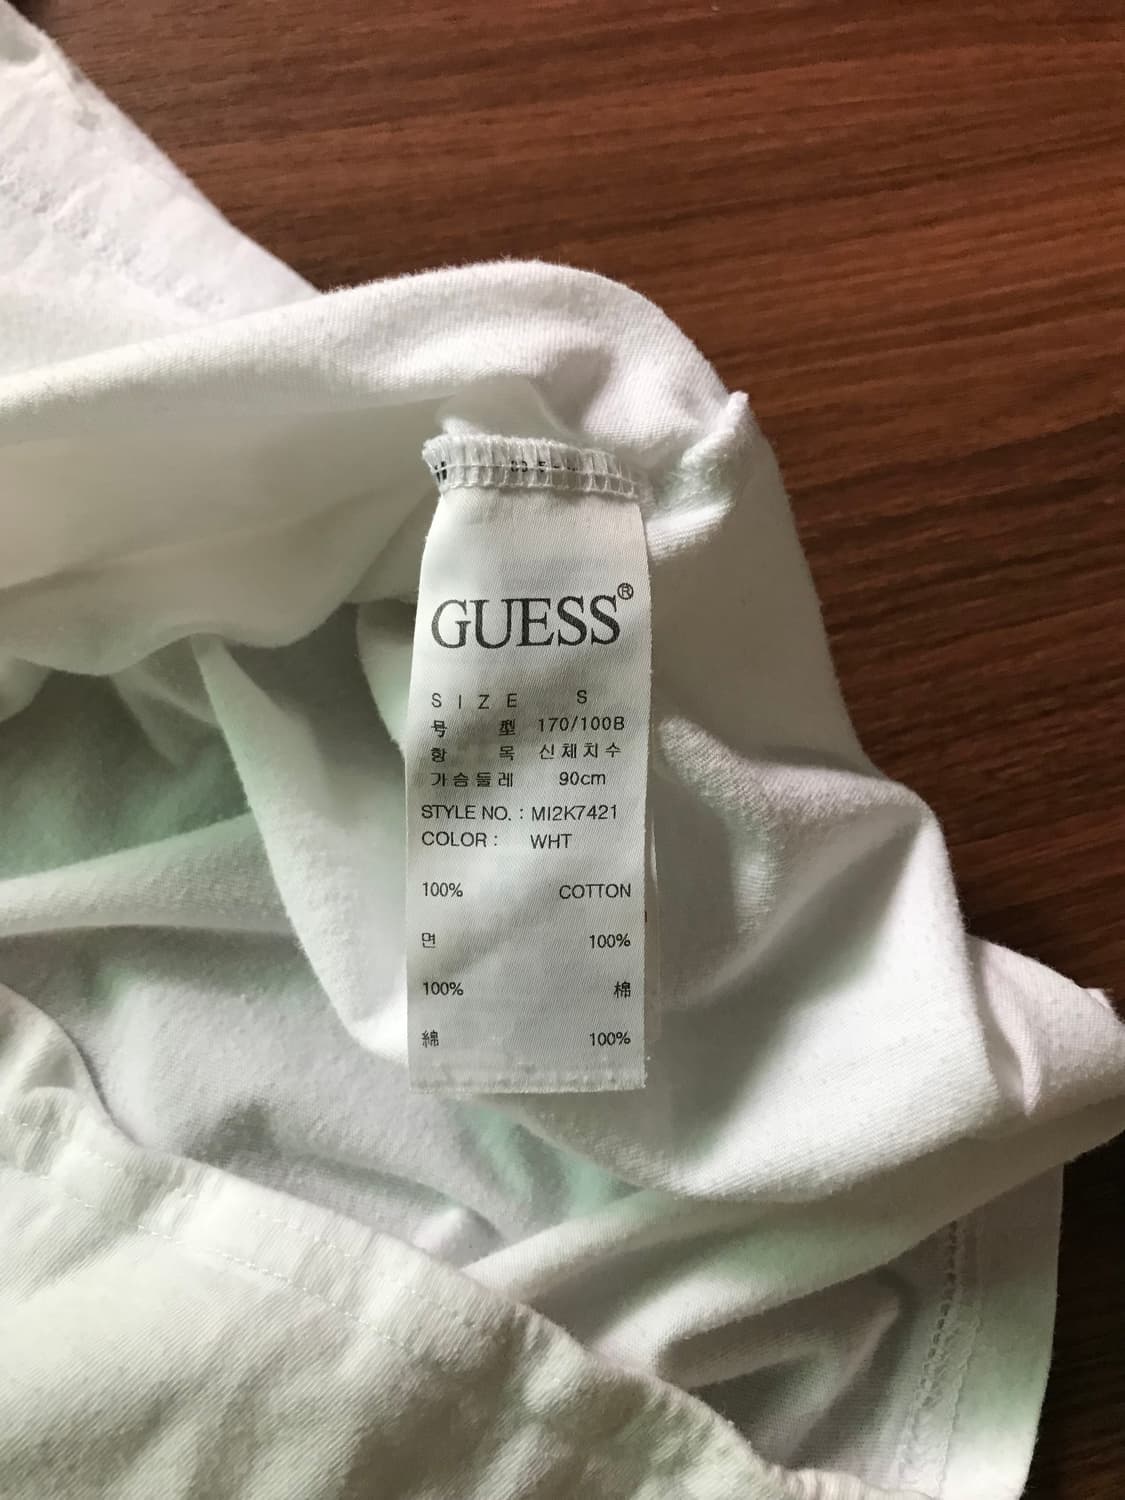 GUESS®
SIZE S
号型 170/100B
항목 신체치수
가슴둘레 90cm
STYLE NO.: MI2K7421
COLOR: WHT
100% COTTON
면 100%
100% 棉
綿 100%